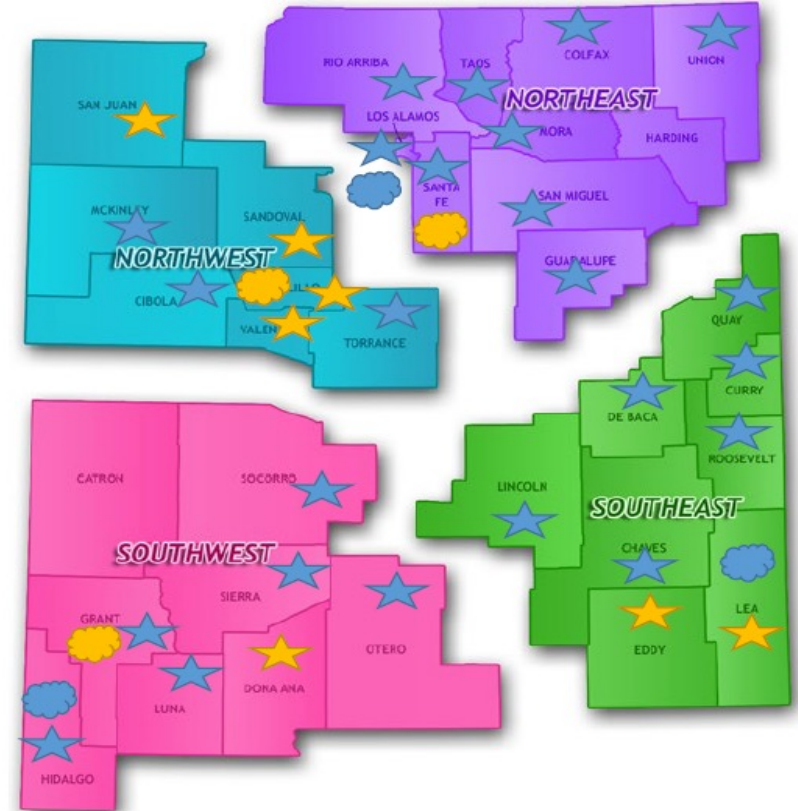 RIO ARRIBA
TAOS
COLFAX
UNION
SAN JUAN
NORTHEAST
LOS ALAMOS
NORA
HARDING
SANTA
FE
SAN MIGUEL
MCKINLEY
SANDOVAL
NORTHWEST
GUADALUPE
CIBOLA
VALEN
TORRANCE
QUAY
CURRY
DE BACA
ROOSEVELT
LINCOLN
SOUTHEAST
CHAVES
LEA
EDDY
CATRON
SOCORRO
SOUTHWEST
SIERRA
GRANT
OTERO
DONA ANA
LUNA
HIDALGO